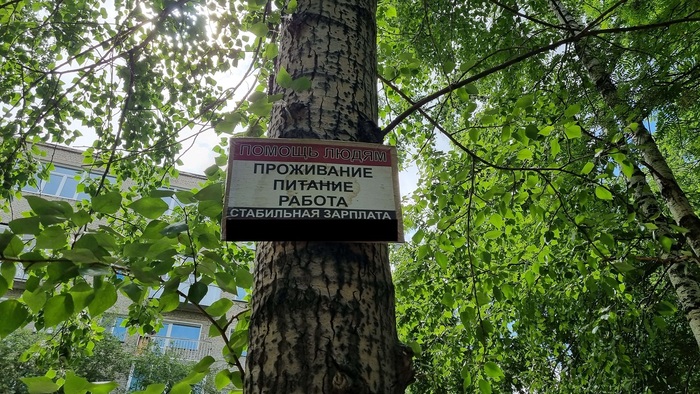 ПОМОЩЬ ЛЮДЯМ
ПРОЖИВАНИЕ
ПИТАНИЕ
РАБОТА
СТАБИЛЬНАЯ ЗАРПЛАТА